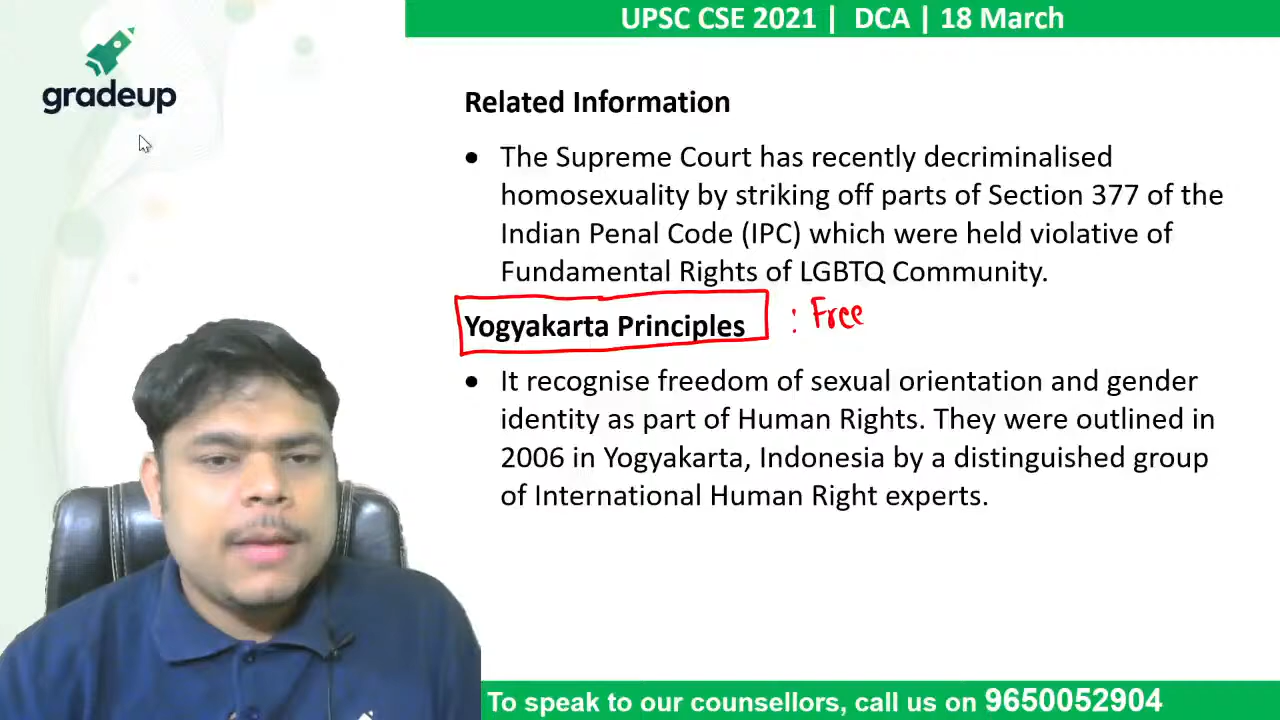 UPSC CSE 2021 | DCA | 18 March
gradeup
Related Information
• The Supreme Court has recently decriminalised
homosexuality by striking off parts of Section 377 of the
Indian Penal Code (IPC) which were held violative of
Fundamental Rights of LGBTQ Community.
Yogyakarta Principles : Free
• It recognise freedom of sexual orientation and gender
identity as part of Human Rights. They were outlined in
2006 in Yogyakarta, Indonesia by a distinguished group
of International Human Right experts.
To speak to our counsellors, call us on 9650052904